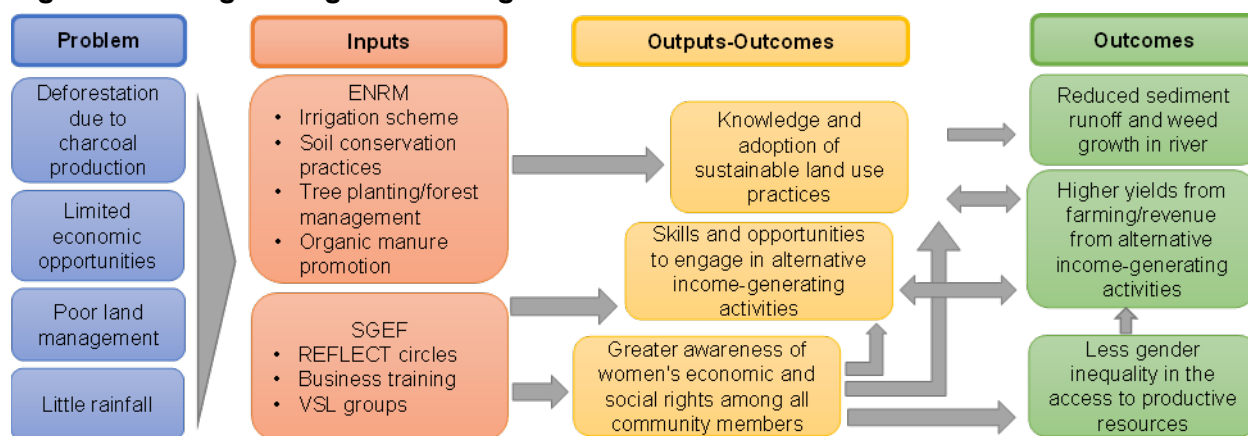 Problem
Deforestation
due to
charcoal
production
Limited
economic
opportunities
Poor land
management
Little rainfall
Inputs
ENRM
• Irrigation scheme
• Soil conservation
practices
• Tree planting/forest
management
• Organic manure
promotion
SGEF
• REFLECT circles
• Business training
• VSL groups
Outputs-Outcomes
Knowledge and
adoption of
sustainable land use
practices
Skills and opportunities
to engage in alternative
income-generating
activities
Greater awareness of
women's economic and
social rights among all
community members
Outcomes
Reduced sediment
runoff and weed
growth in river
Higher yields from
farming/revenue
from alternative
income-generating
activities
Less gender
inequality in the
access to productive
resources